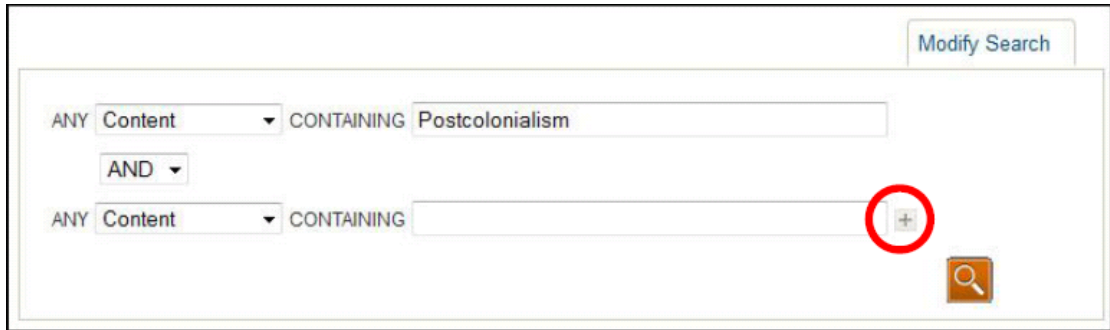 Modify Search
ANY Content CONTAINING Postcolonialism
AND
ANY Content CONTAINING
+